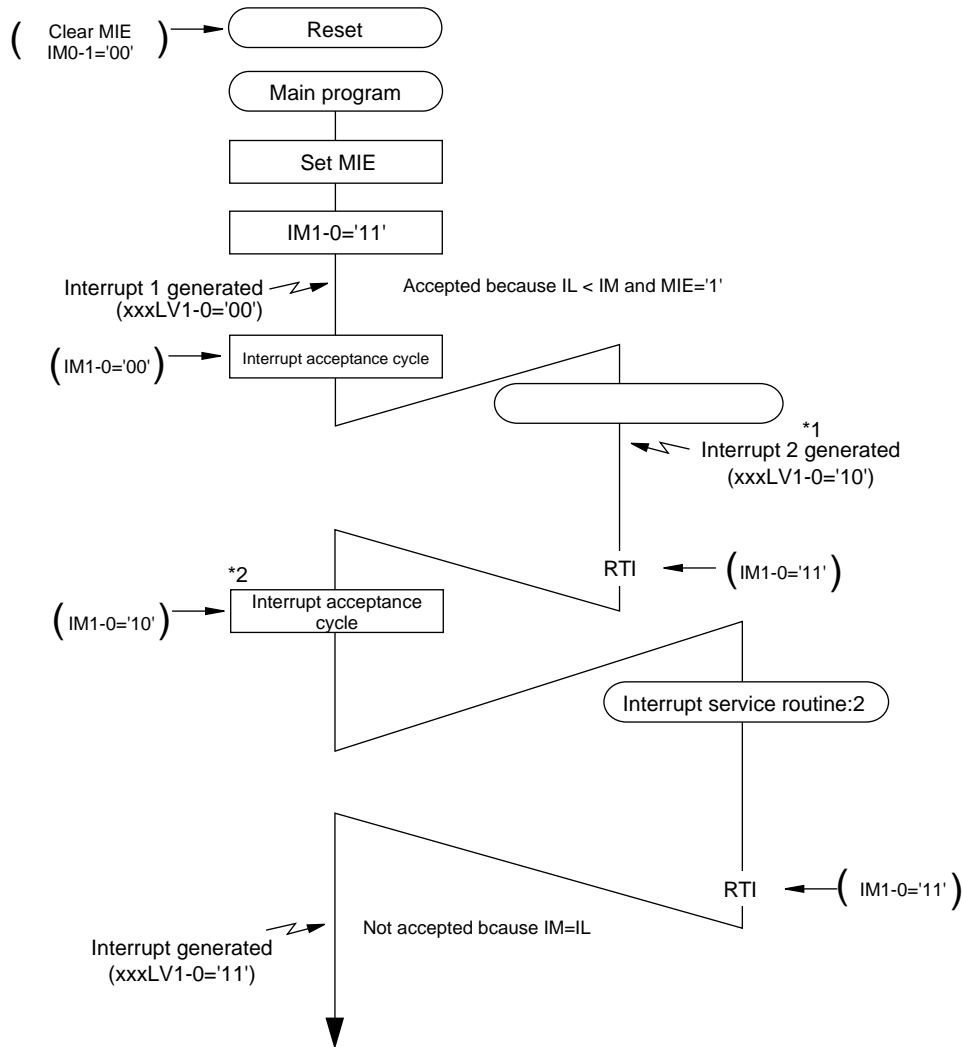 ( Clear MIE
IM0-1='00' )
Reset
Main program
Set MIE
IM1-0='11'
Interrupt 1 generated
(xxxLV1-0='00')
Accepted because IL < IM and MIE='1'
(IM1-0='00')
Interrupt acceptance cycle
*1
Interrupt 2 generated
(xxxLV1-0='10')
RTI
(IM1-0='11')
*2
(IM1-0='10')
Interrupt acceptance
cycle
Interrupt service routine:2
RTI
( IM1-0='11')
Not accepted bcause IM=IL
Interrupt generated
(xxxLV1-0='11')